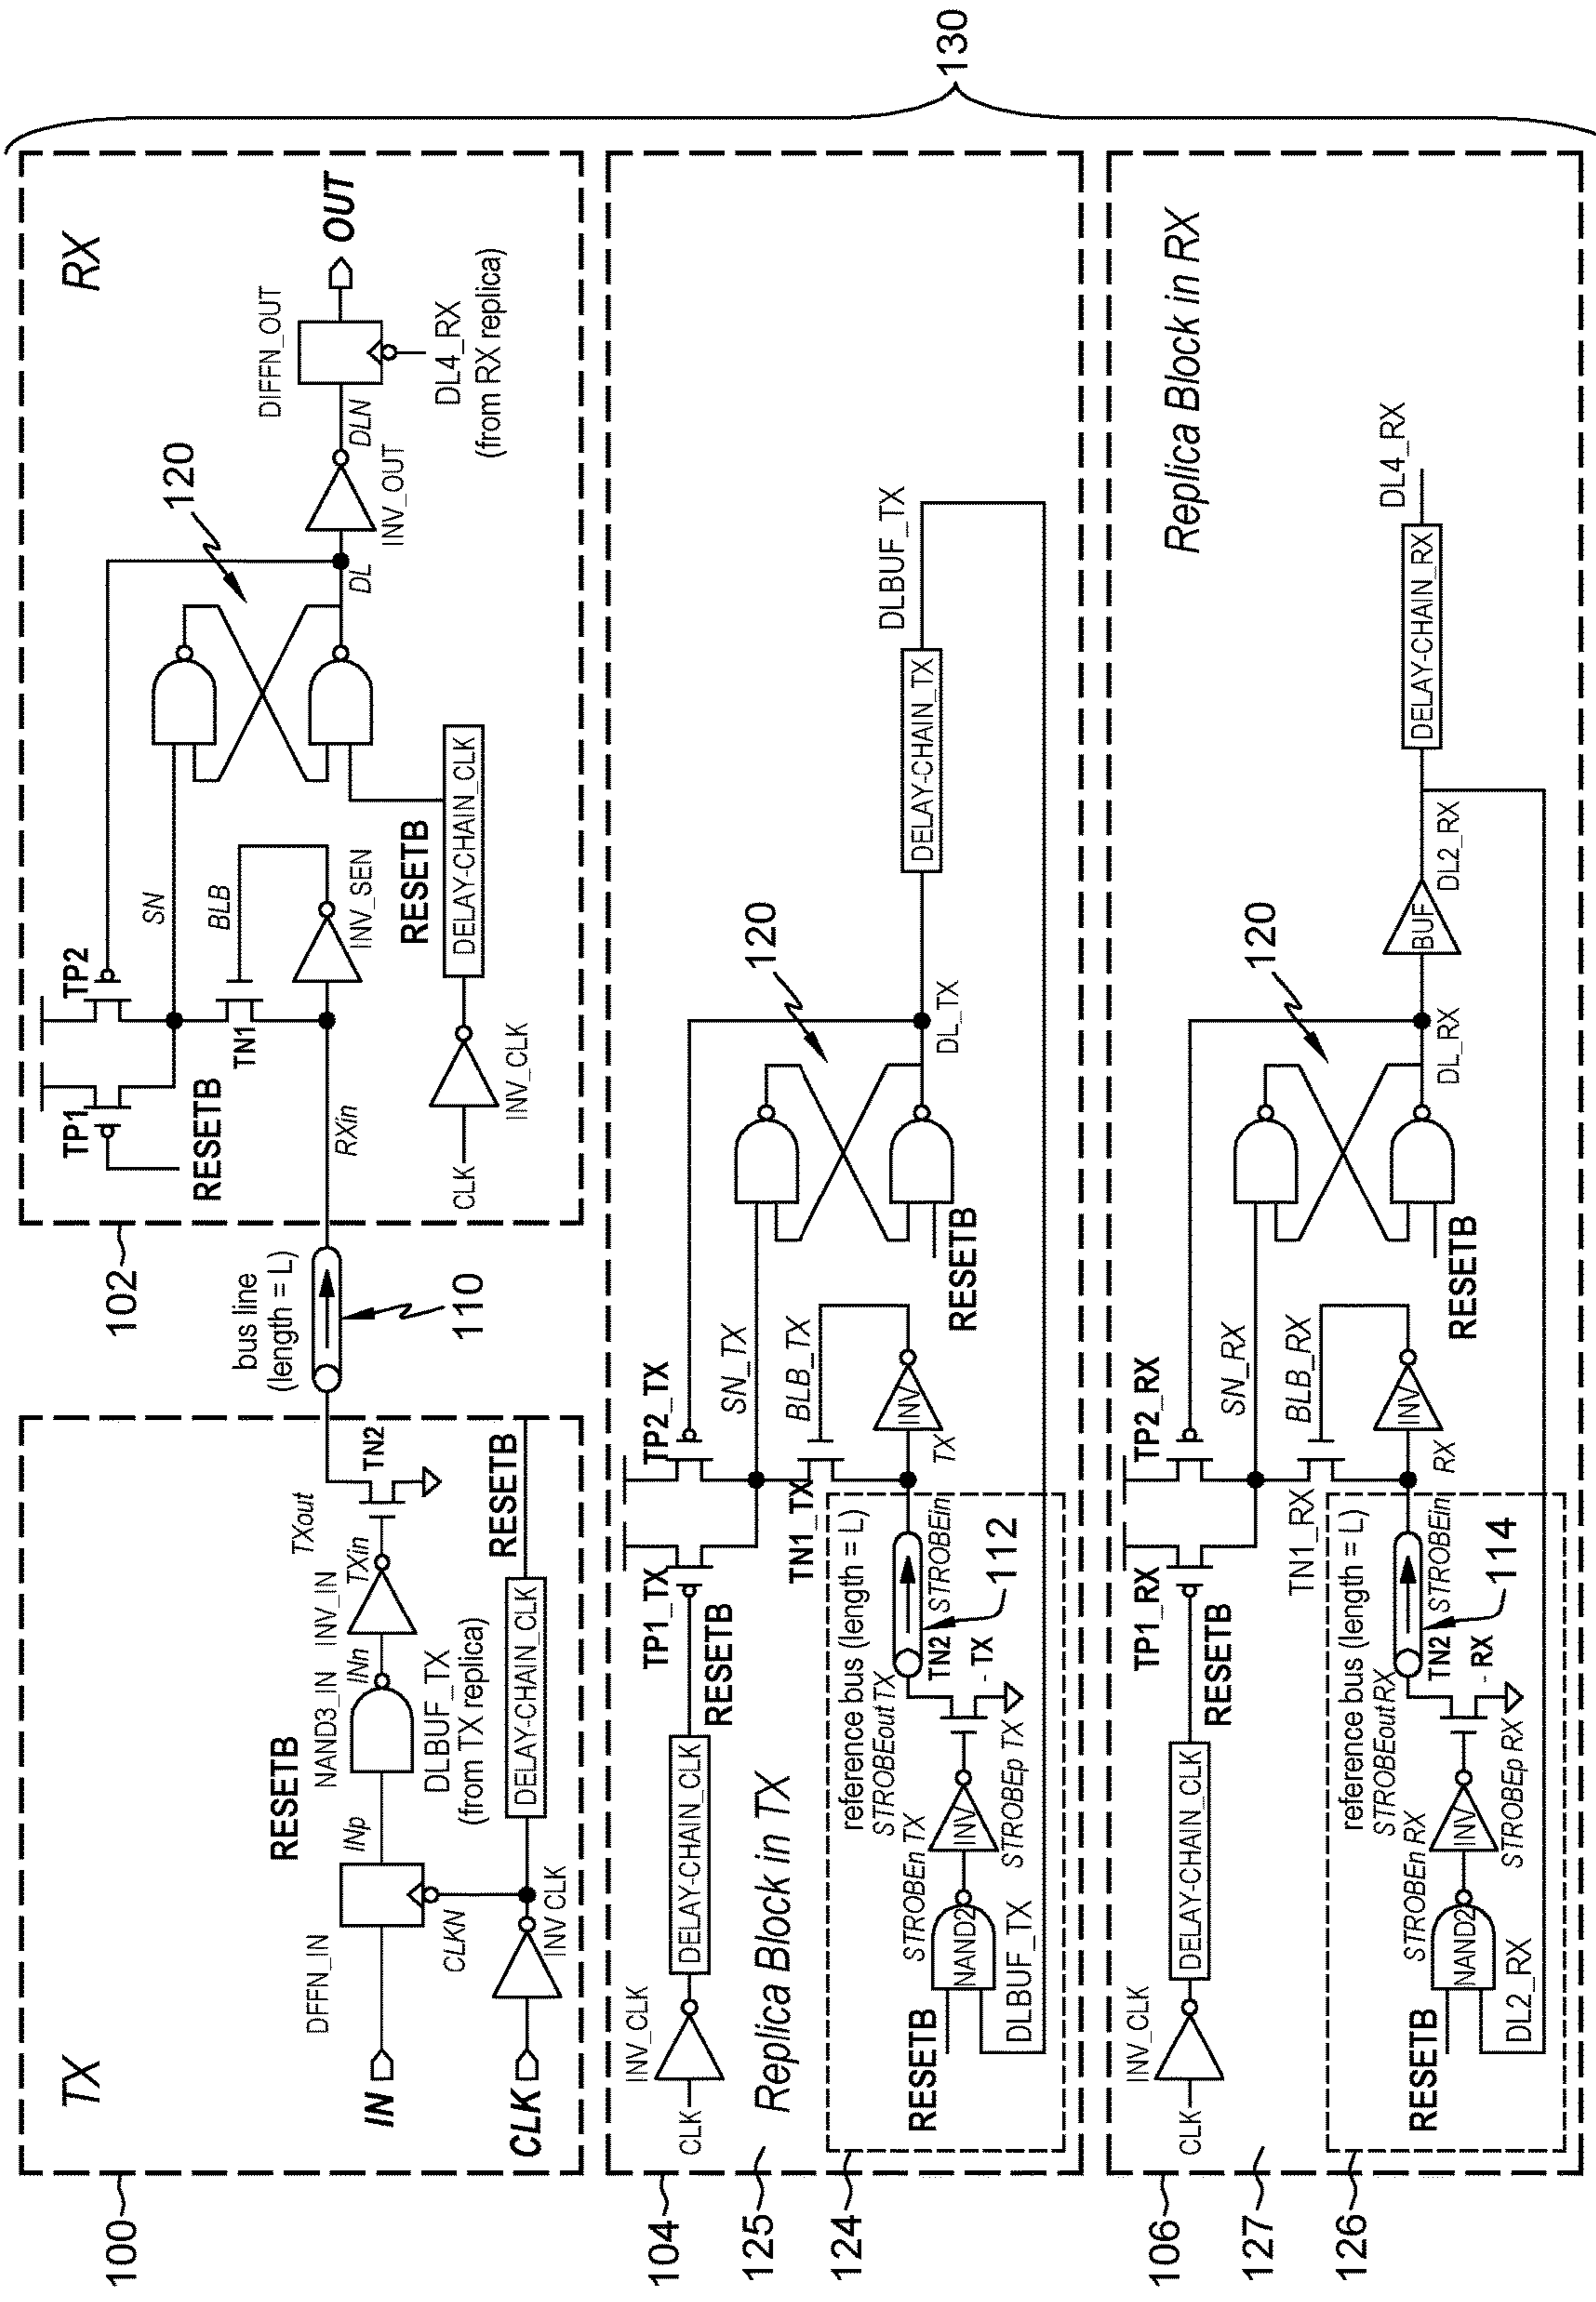 130
TX
100
IN
DFFN_IN
INp
RESETB
NAND3_IN
INn
INV_IN
TXin
TXout
TN2
DLBUF_TX
(from TX replica)
CLK
CLKN
INV CLK
DELAY-CHAIN_CLK
RESETB
bus line
(length = L)
110
RX
102
TP1
RESETB
TP2
SN
TN1
BLB
RXin
INV_SEN
CLK
INV_CLK
DELAY-CHAIN_CLK
RESETB
120
DL
INV_OUT
DLN
DIFFN_OUT
OUT
DL4_RX
(from RX replica)
104
125
124
CLK
INV_CLK
DELAY-CHAIN_CLK
RESETB
TP1_TX
TP2_TX
SN_TX
TN1_TX
BLB_TX
INV
TX
RESETB
120
DL_TX
DELAY-CHAIN_TX
DLBUF_TX
Replica Block in TX
reference bus (length = L)
STROBEout TX
STROBEin
STROBEn TX
INV
STROBEp TX
TN2
- TX
112
RESETB
NAND2
DLBUF_TX
106
127
126
CLK
INV_CLK
DELAY-CHAIN_CLK
RESETB
TP1_RX
TP2_RX
SN_RX
TN1_RX
BLB_RX
INV
RX
RESETB
120
DL_RX
BUF
DL2_RX
DELAY-CHAIN_RX
DL4_RX
Replica Block in RX
reference bus (length = L)
STROBEout RX
STROBEin
STROBEn RX
INV
STROBEp RX
TN2
- RX
114
RESETB
NAND2
DL2_RX